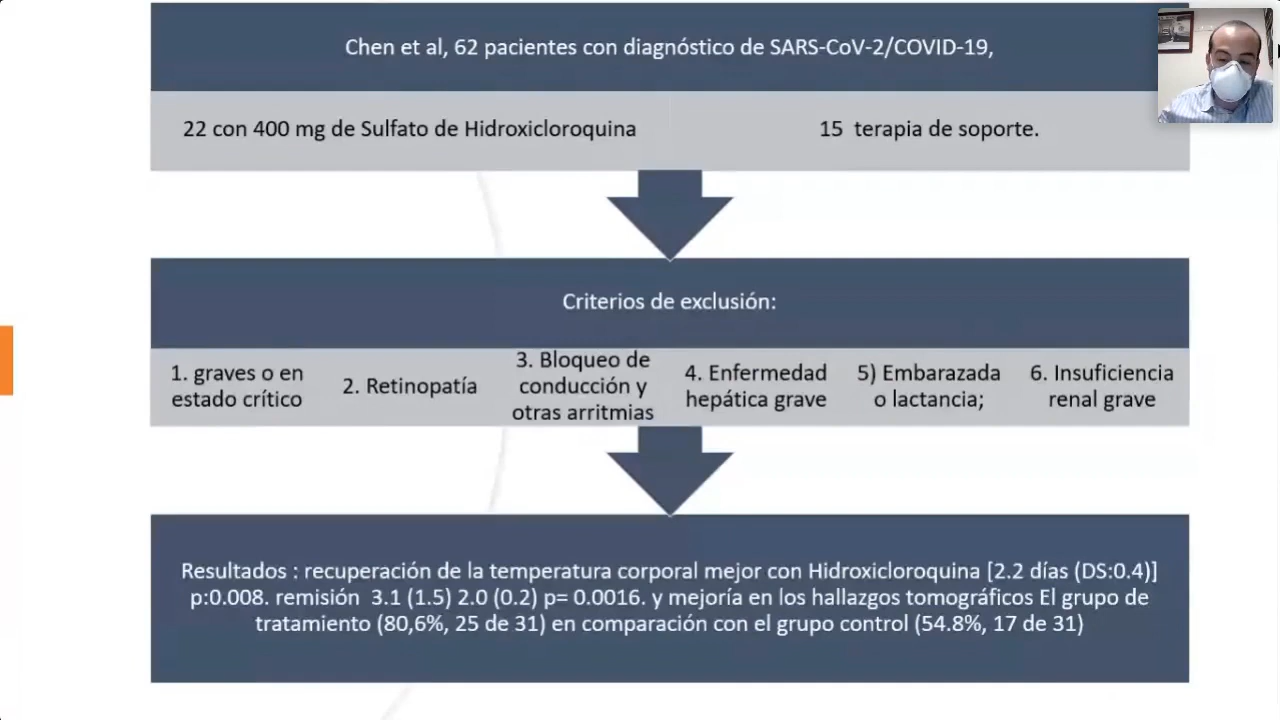 Chen et al, 62 pacientes con diagnóstico de SARS-CoV-2/COVID-19,
22 con 400 mg de Sulfato de Hidroxicloroquina
15 terapia de soporte.
Criterios de exclusión:
1. graves o en
estado crítico
2. Retinopatía
3. Bloqueo de
conducción y
otras arritmias
4. Enfermedad
hepática grave
5) Embarazada
o lactancia;
6. Insuficiencia
renal grave
Resultados : recuperación de la temperatura corporal mejor con Hidroxicloroquina [2.2 días (DS:0.4)]
p:0.008. remisión 3.1 (1.5) 2.0 (0.2) p= 0.0016. y mejoría en los hallazgos tomográficos El grupo de
tratamiento (80,6%, 25 de 31) en comparación con el grupo control (54.8%, 17 de 31)